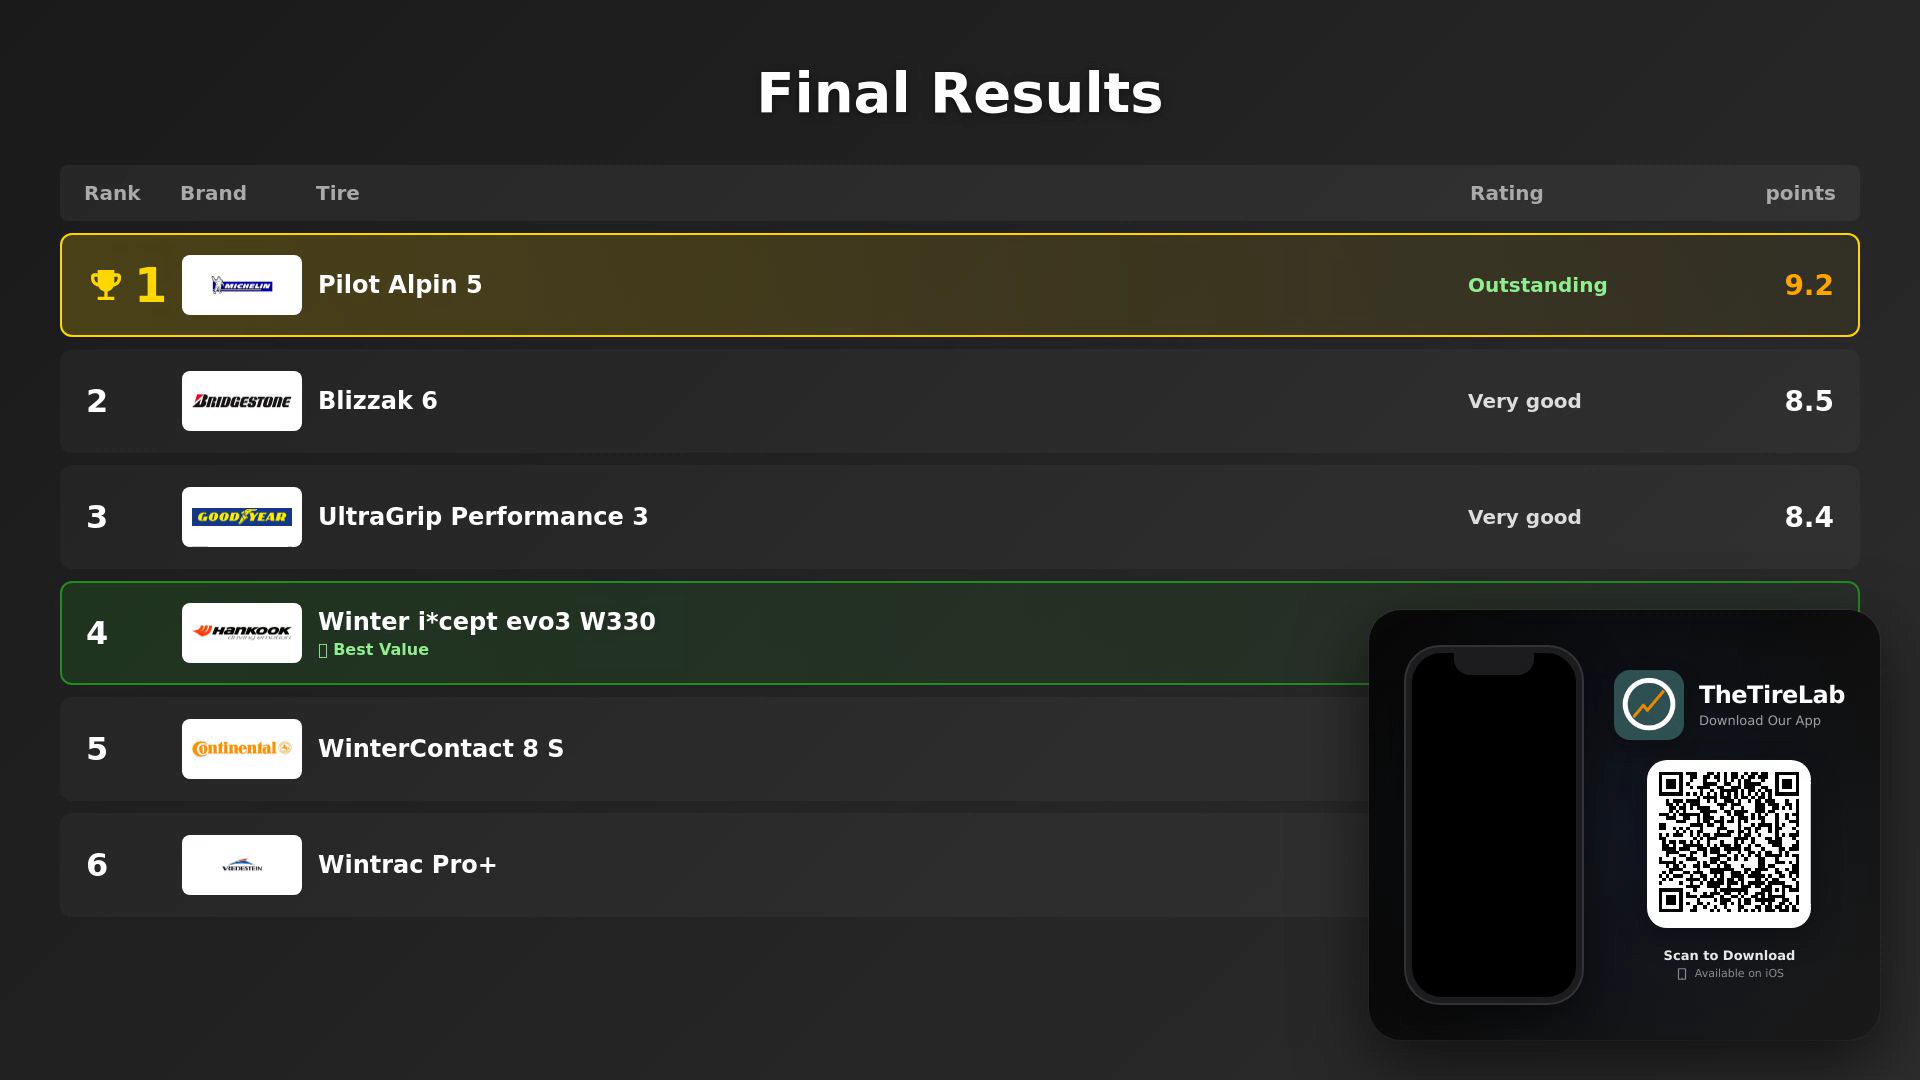 Final Results
Rank Brand Tire Rating points
1 MICHELIN Pilot Alpin 5 Outstanding 9.2
2 BRIDGESTONE Blizzak 6 Very good 8.5
3 GOODYEAR UltraGrip Performance 3 Very good 8.4
4 HANKOOK driving emotion Winter i*cept evo3 W330
Best Value
5 Continental WinterContact 8 S
6 VREDESTEIN Wintrac Pro+
TheTireLab
Download Our App
Scan to Download
Available on iOS